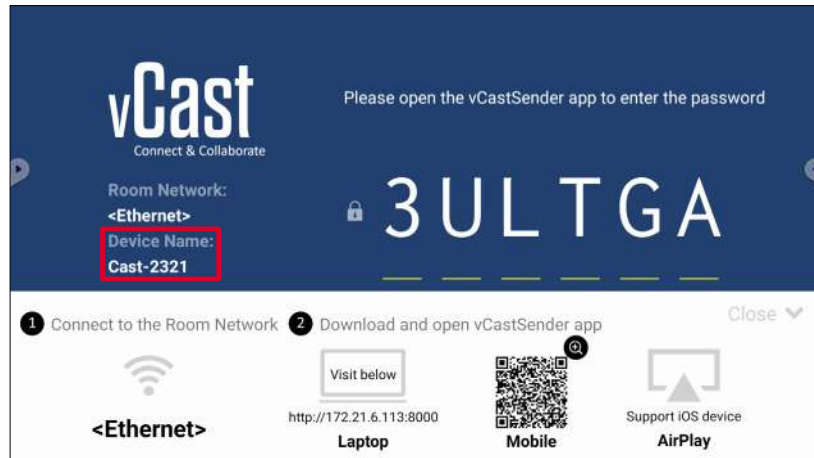 vCast
Connect & Collaborate
Please open the vCastSender app to enter the password
Room Network:
<Ethernet>
Device Name:
Cast-2321
3ULTGA
1 Connect to the Room Network
2 Download and open vCastSender app
Close
Visit below
http://172.21.6.113:8000
Laptop
Mobile
Support iOS device
AirPlay
<Ethernet>